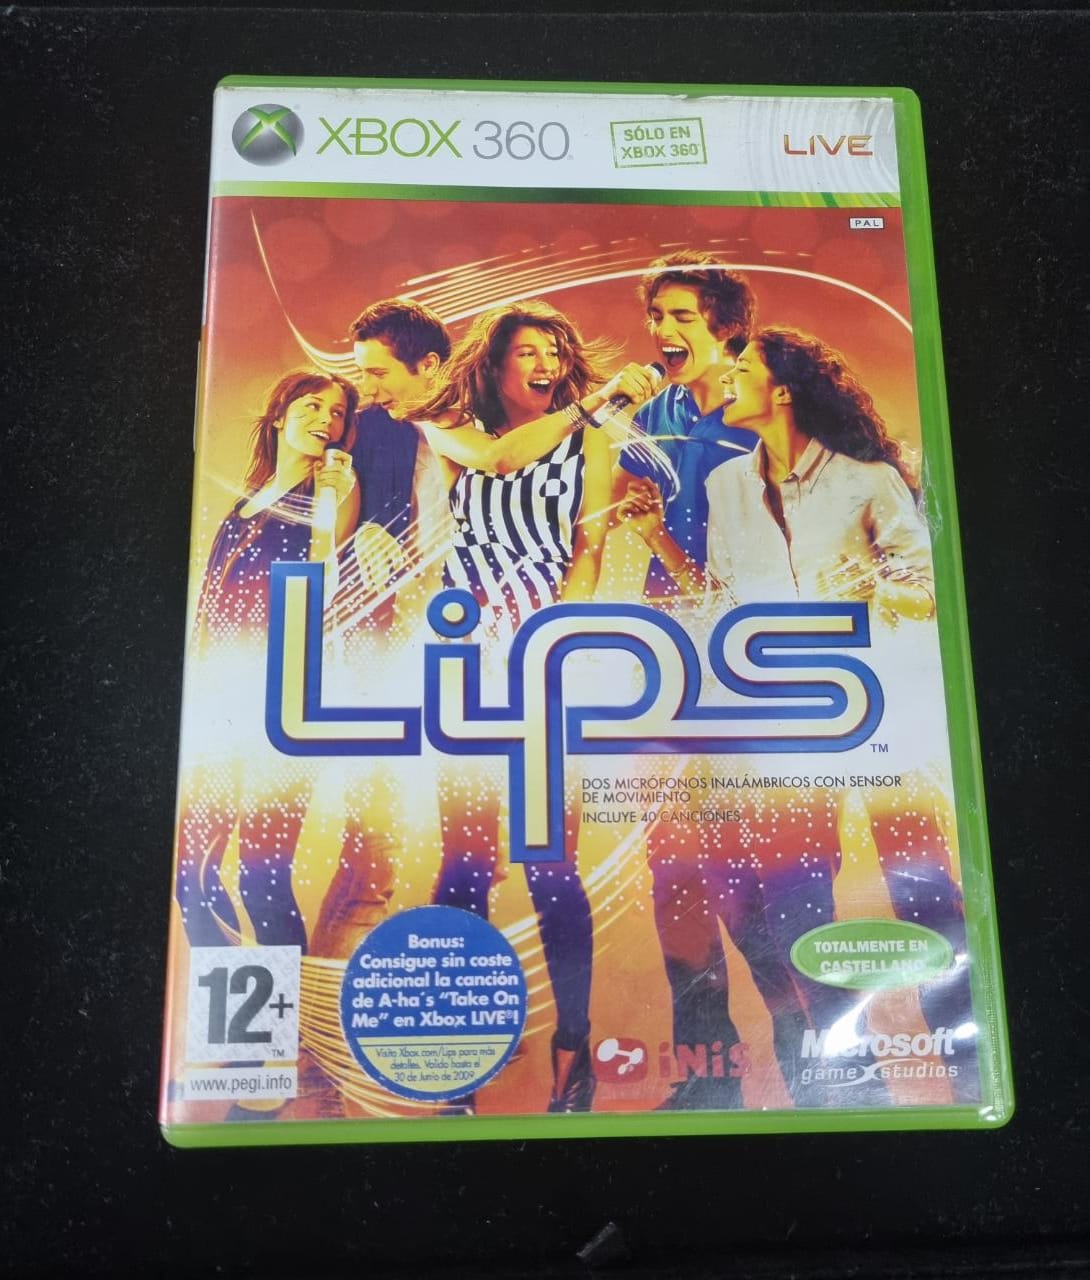 XBOX 360
SÓLO EN
XBOX 360
LIVE
PAL
Lips™
DOS MICRÓFONOS INALÁMBRICOS CON SENSOR
DE MOVIMIENTO
INCLUYE 40 CANCIONES
Bonus:
Consigue sin coste
adicional la canción
de A-ha´s "Take On
Me" en Xbox LIVE®!
Visita Xbox.com/Lips para más
detalles. Valido hasta el
30 de Junio de 2009
12+™
www.pegi.info
TOTALMENTE EN
CASTELLANO
iNiS
Microsoft
game studios